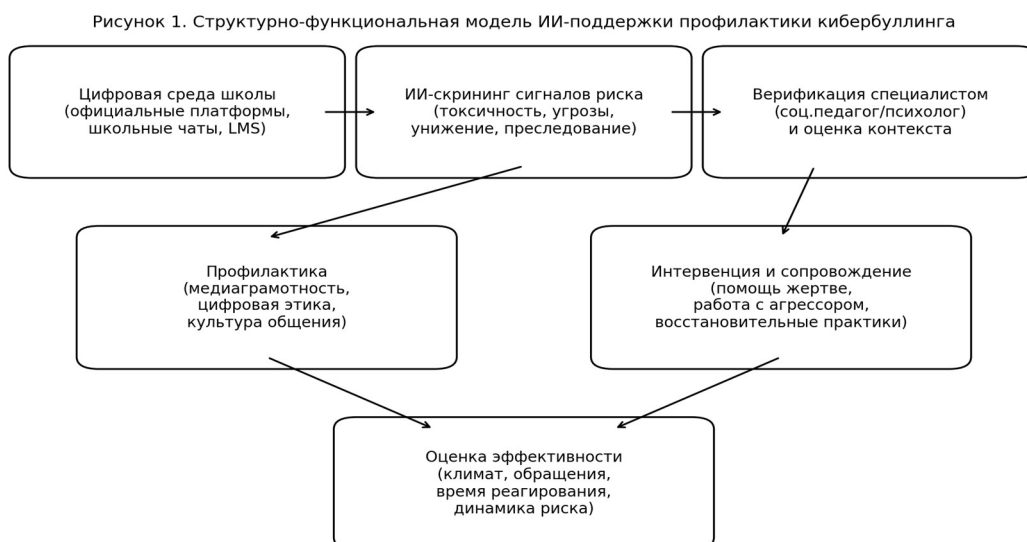 Рисунок 1. Структурно-функциональная модель ИИ-поддержки профилактики кибербуллинга
Цифровая среда школы
(официальные платформы,
школьные чаты, LMS)
ИИ-скрининг сигналов риска
(токсичность, угрозы,
унижение, преследование)
Верификация специалистом
(соц.педагог/психолог)
и оценка контекста
Профилактика
(медиаграмотность,
цифровая этика,
культура общения)
Интервенция и сопровождение
(помощь жертве,
работа с агрессором,
восстановительные практики)
Оценка эффективности
(климат, обращения,
время реагирования,
динамика риска)